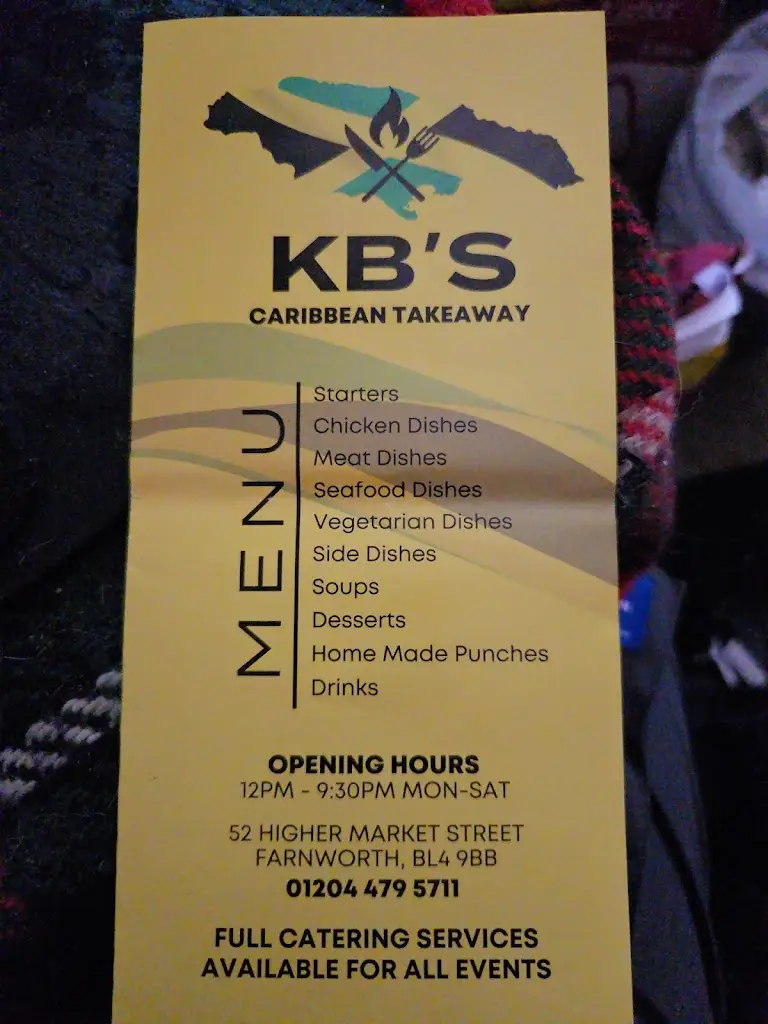 KB'S
CARIBBEAN TAKEAWAY
MENU
Starters
Chicken Dishes
Meat Dishes
Seafood Dishes
Vegetarian Dishes
Side Dishes
Soups
Desserts
Home Made Punches
Drinks
OPENING HOURS
12PM - 9:30PM MON-SAT
52 HIGHER MARKET STREET
FARNWORTH, BL4 9BB
01204 479 5711
FULL CATERING SERVICES
AVAILABLE FOR ALL EVENTS